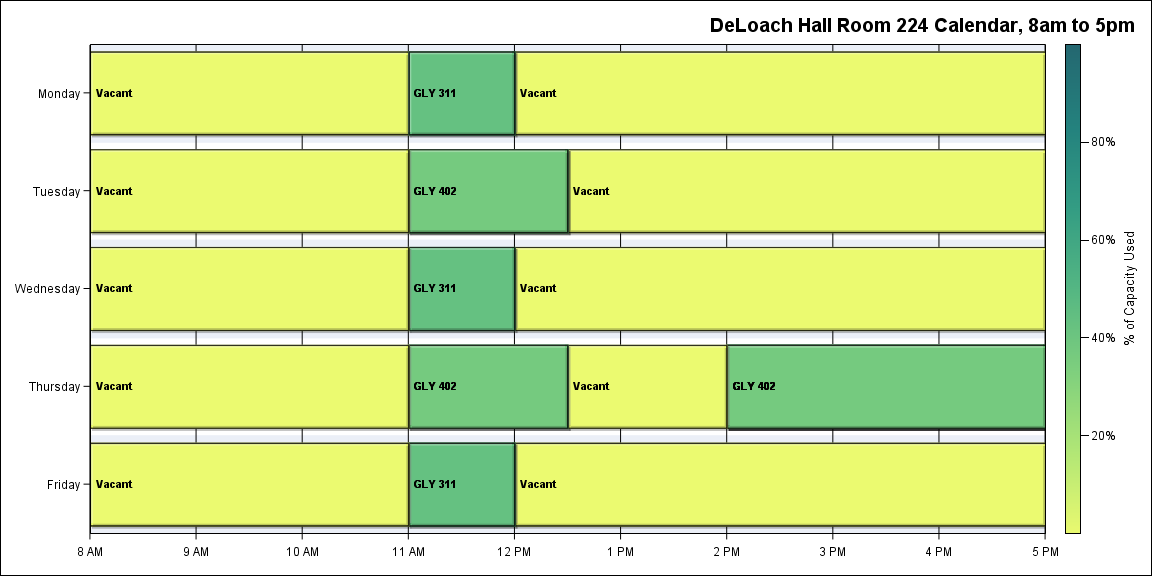 DeLoach Hall Room 224 Calendar, 8am to 5pm
Monday
Vacant
GLY 311
Vacant
Tuesday
Vacant
GLY 402
Vacant
Wednesday
Vacant
GLY 311
Vacant
Thursday
Vacant
GLY 402
Vacant
GLY 402
Friday
Vacant
GLY 311
Vacant
8 AM
9 AM
10 AM
11 AM
12 PM
1 PM
2 PM
3 PM
4 PM
5 PM
80%
60%
40%
20%
% of Capacity Used